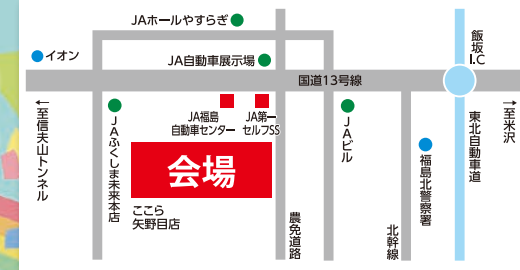 JAホールやすらぎ
イオン
JA自動車展示場
飯坂I.C
国道13号線
←至信夫山トンネル
JAふくしま未来本店
JA福島
自動車センター
JA第一
セルフSS
JAビル
東北自動車道
→至米沢
会場
福島北警察署
ここら
矢野目店
農免道路
北幹線